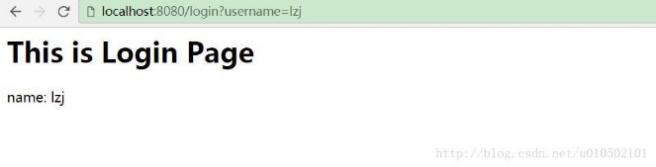 localhost:8080/login?username=lzj
This is Login Page
name: lzj
http://blog.csdn.net/u010502101